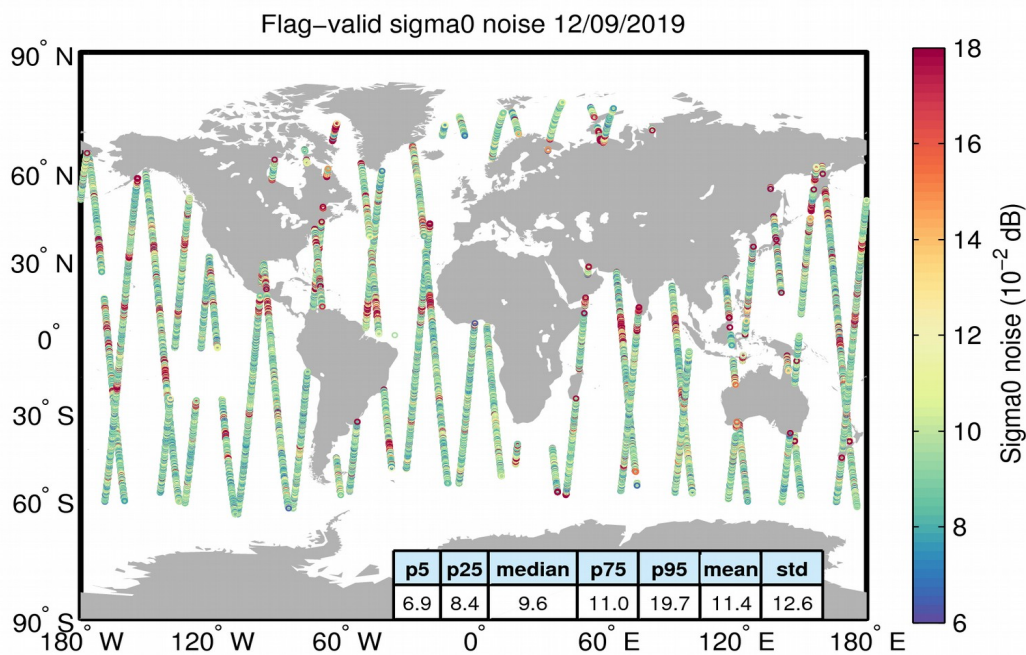 Flag−valid sigma0 noise 12/09/2019
90° N
60° N
30° N
0°
30° S
60° S
90° S
180° W
120° W
60° W
0°
60° E
120° E
180° E
p5 p25 median p75 p95 mean std
6.9 8.4 9.6 11.0 19.7 11.4 12.6
18
16
14
12
10
8
6
Sigma0 noise (10⁻² dB)